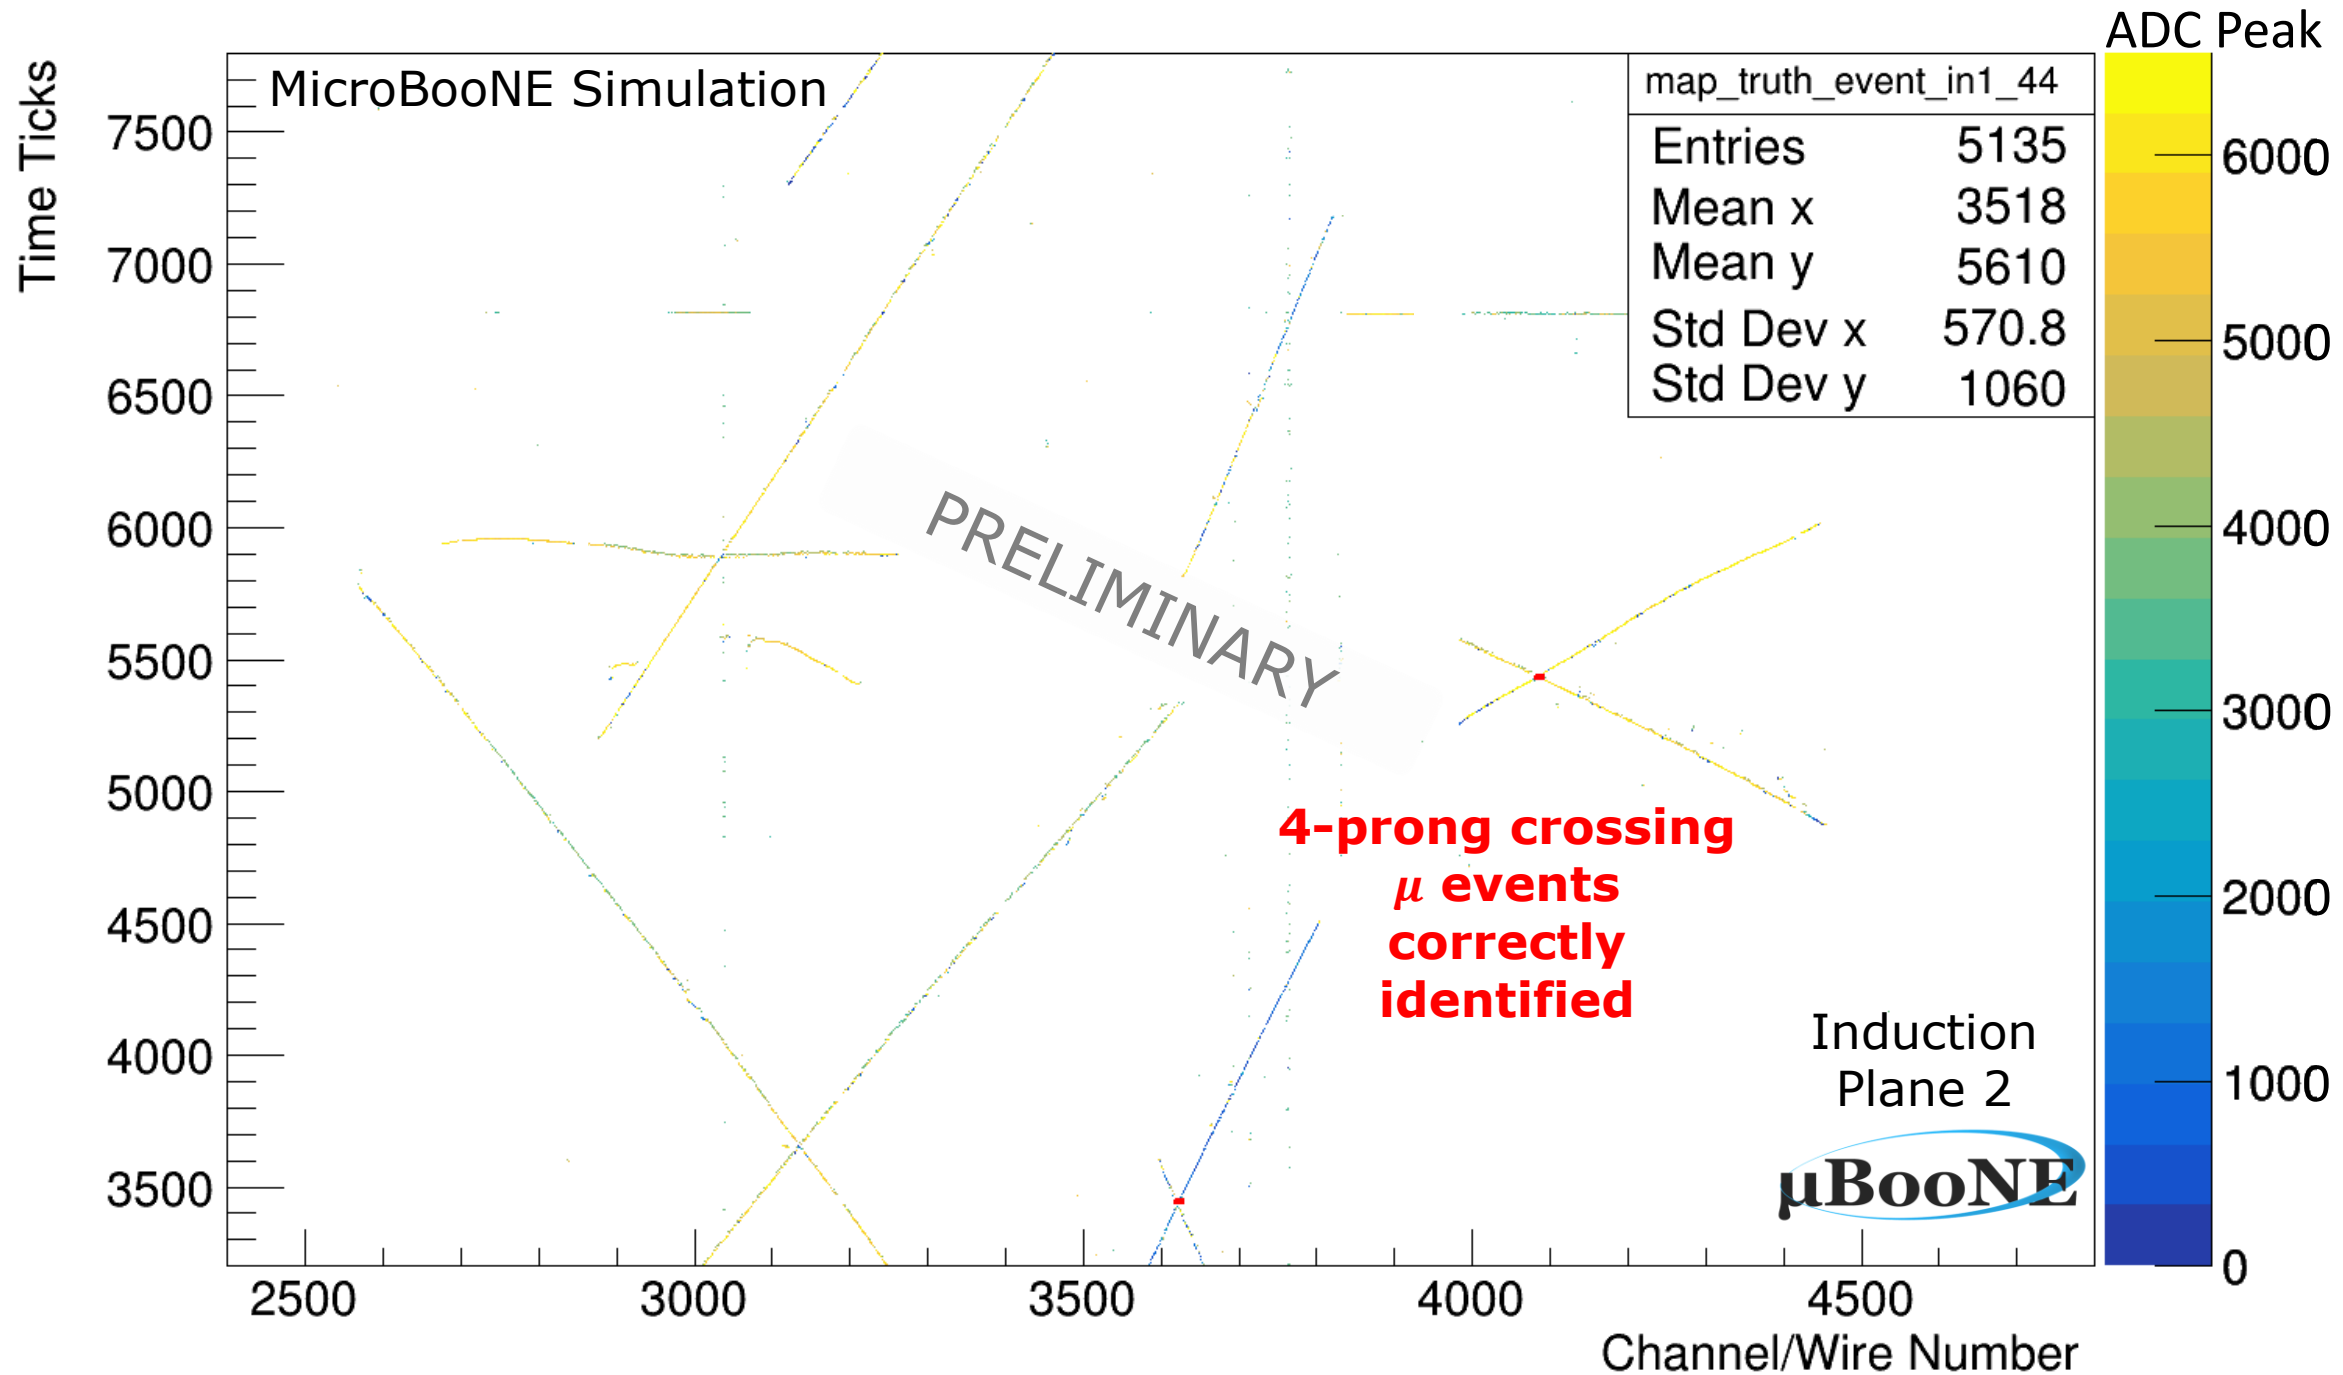 ADC Peak
Time Ticks
MicroBooNE Simulation
map_truth_event_in1_44
Entries 5135
Mean x 3518
Mean y 5610
Std Dev x 570.8
Std Dev y 1060
7500
7000
6500
6000
5500
5000
4500
4000
3500
6000
5000
4000
3000
2000
1000
0
PRELIMINARY
4-prong crossing
μ events
correctly
identified
Induction
Plane 2
μBooNE
2500 3000 3500 4000 4500
Channel/Wire Number